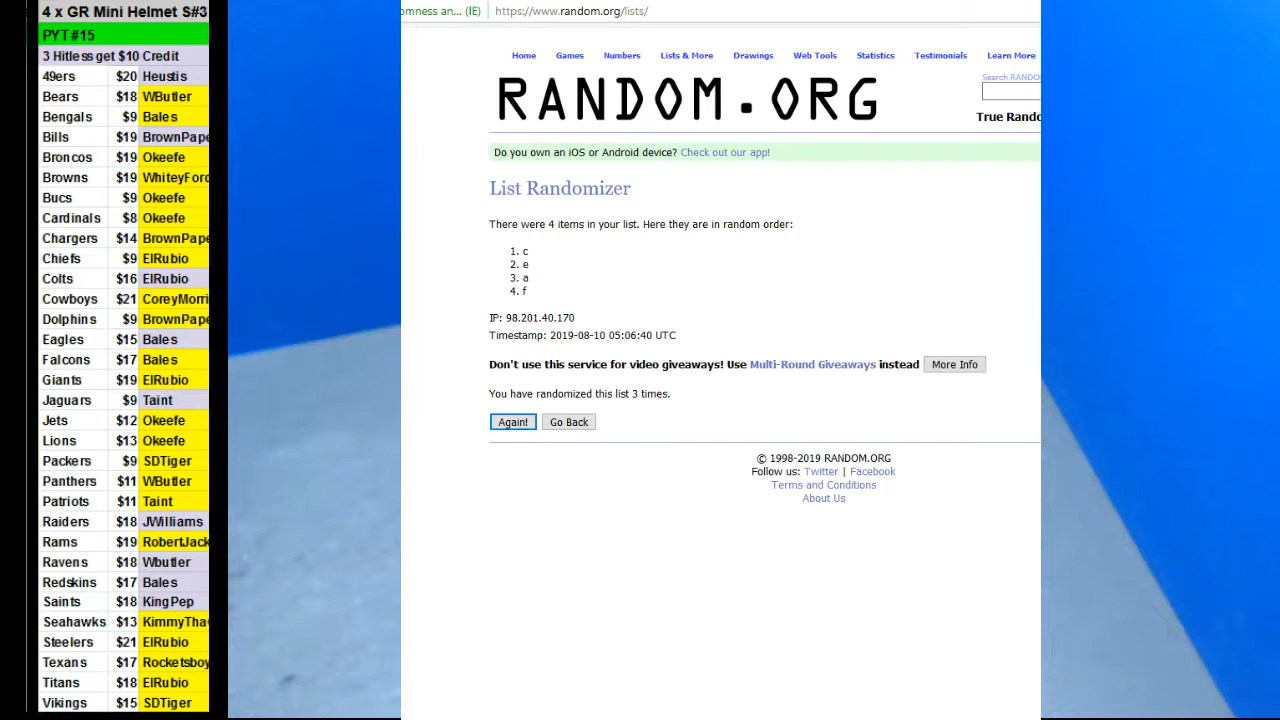 4 x GR Mini Helmet S#3
PYT #15
3 Hitless get $10 Credit
49ers $20 Heustis
Bears $18 WButler
Bengals $9 Bales
Bills $19 BrownPape
Broncos $19 Okeefe
Browns $19 WhiteyFord
Bucs $9 Okeefe
Cardinals $8 Okeefe
Chargers $14 BrownPape
Chiefs $9 ElRubio
Colts $16 ElRubio
Cowboys $21 CoreyMorri
Dolphins $9 BrownPape
Eagles $15 Bales
Falcons $17 Bales
Giants $19 ElRubio
Jaguars $9 Taint
Jets $12 Okeefe
Lions $13 Okeefe
Packers $9 SDTiger
Panthers $11 WButler
Patriots $11 Taint
Raiders $18 JWilliams
Rams $19 RobertJack
Ravens $18 Wbutler
Redskins $17 Bales
Saints $18 KingPep
Seahawks $13 KimmyTha
Steelers $21 ElRubio
Texans $17 Rocketsboy
Titans $18 ElRubio
Vikings $15 SDTiger
omness an... (IE) https://www.random.org/lists/
Home Games Numbers Lists & More Drawings Web Tools Statistics Testimonials Learn More
Search RANDO
RANDOM.ORG
True Rando
Do you own an iOS or Android device? Check out our app!
List Randomizer
There were 4 items in your list. Here they are in random order:
1. c
2. e
3. a
4. f
IP: 98.201.40.170
Timestamp: 2019-08-10 05:06:40 UTC
Don't use this service for video giveaways! Use Multi-Round Giveaways instead More Info
You have randomized this list 3 times.
Again! Go Back
© 1998-2019 RANDOM.ORG
Follow us: Twitter | Facebook
Terms and Conditions
About Us